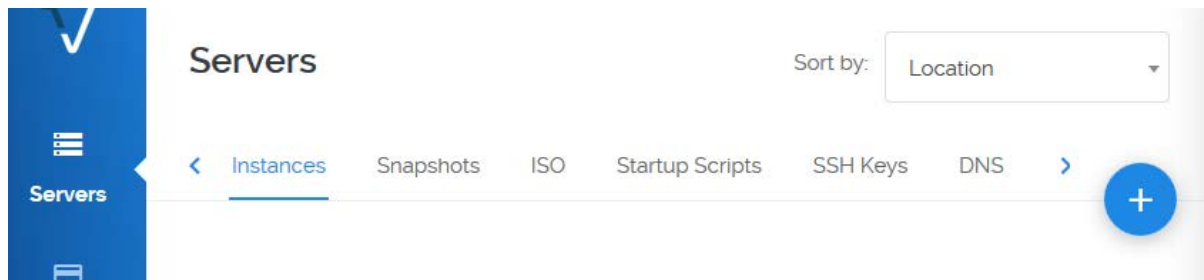 Servers
Sort by: Location
Servers
Instances Snapshots ISO Startup Scripts SSH Keys DNS